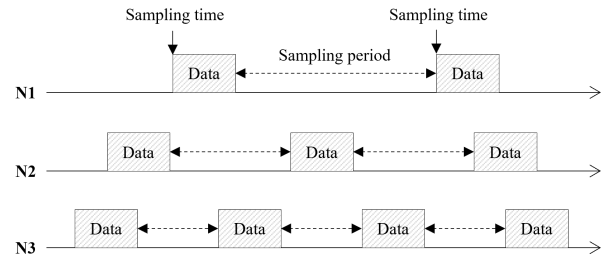 Sampling time Sampling time
Data Sampling period Data
N1
Data Data Data
N2
Data Data Data Data
N3